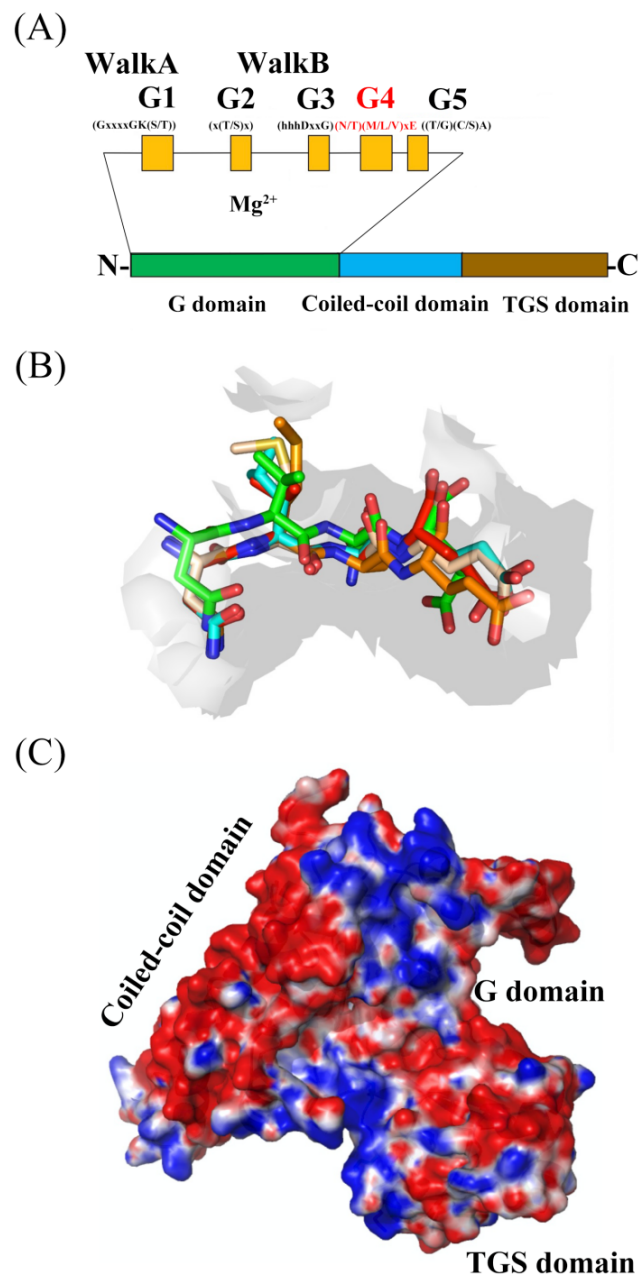 (A)
WalkA WalkB
G1 G2 G3 G4 G5
(GxxxxGK(S/T)) (x(T/S)x) (hhhDxxG) (N/T)(M/L/V)xE ((T/G)(C/S)A)
Mg²⁺
N- -C
G domain Coiled-coil domain TGS domain
(B)
(C)
Coiled-coil domain
G domain
TGS domain